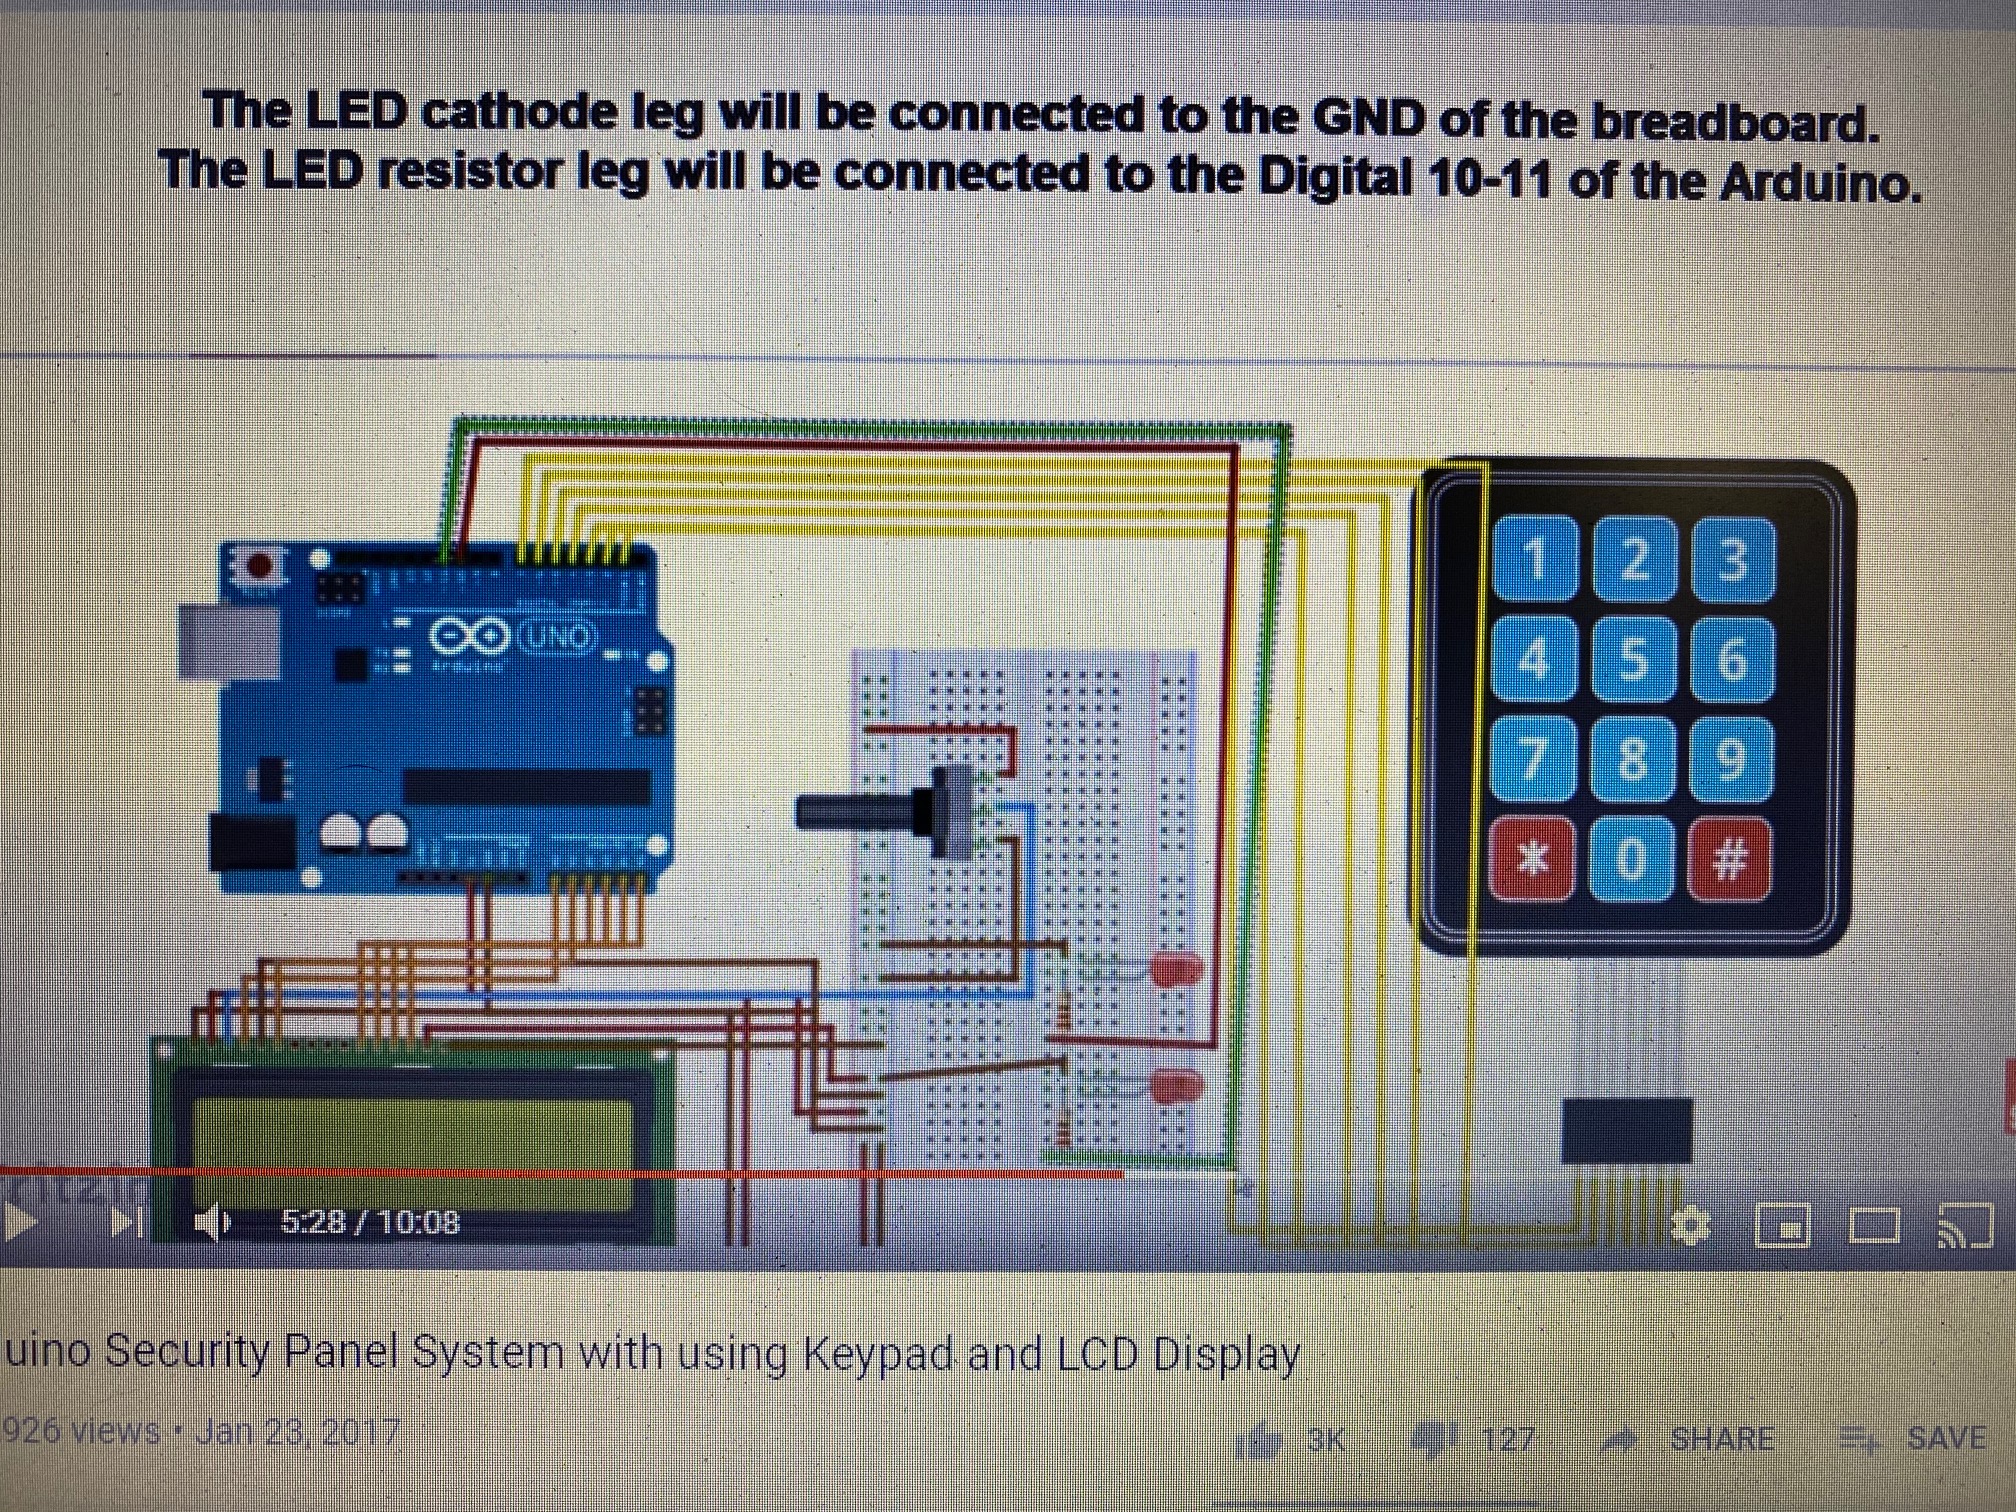 The LED cathode leg will be connected to the GND of the breadboard.
The LED resistor leg will be connected to the Digital 10-11 of the Arduino.
UNO
Arduino
1 2 3
4 5 6
7 8 9
* 0 #
5:28 / 10:08
uino Security Panel System with using Keypad and LCD Display
926 views • Jan 23, 2017
3K
127
SHARE
SAVE